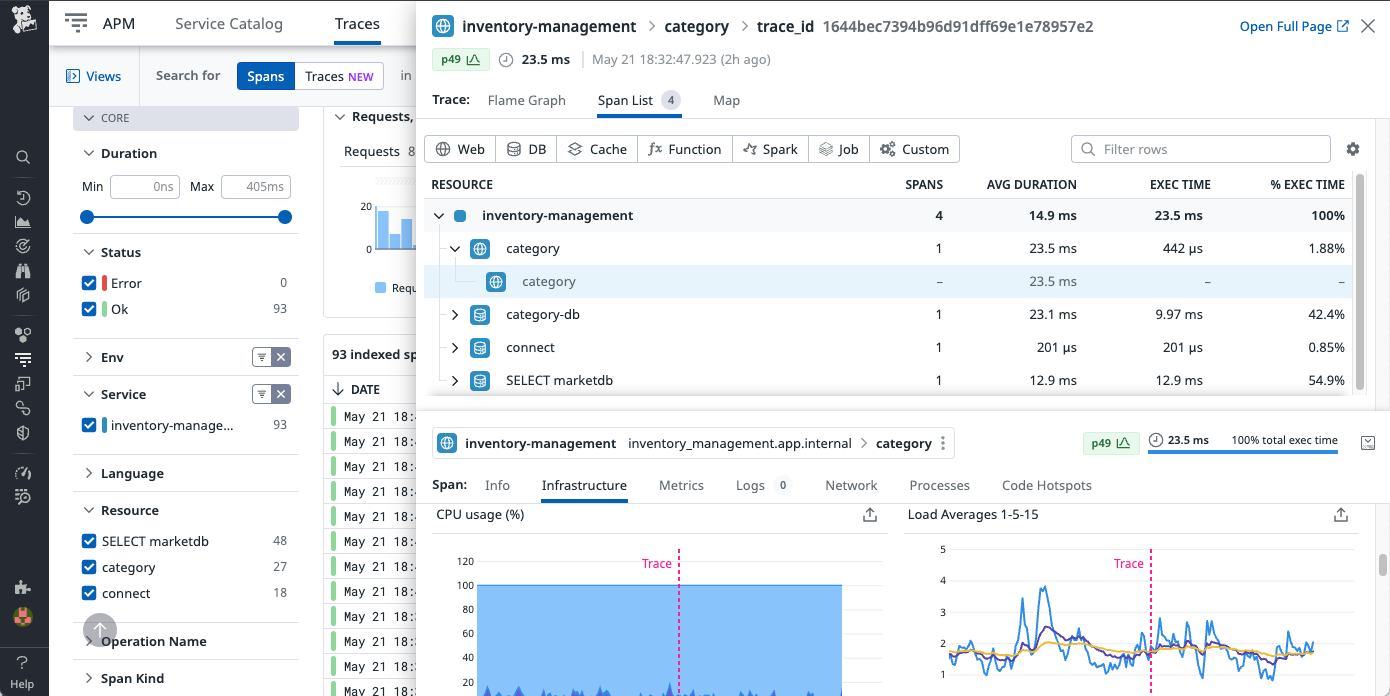 APM
Service Catalog
Traces
Views
Search for
Spans
Traces NEW
in
CORE
Duration
Min
0ns
Max
405ms
Status
Error
0
Ok
93
Env
Service
inventory-manage...
93
Language
Resource
SELECT marketdb
48
category
27
connect
18
Operation Name
Span Kind
Help
Requests,
Requests 8
20
0
Requ
93 indexed sp
DATE
May 21 18:
May 21 18:
May 21 18:
May 21 18:
May 21 18:
May 21 18:
May 21 18:
May 21 18:
May 21 18:
May 21 18:
May 21 18:
May 21 18:
inventory-management > category > trace_id 1644bec7394b96d91dff69e1e78957e2
Open Full Page
p49
23.5 ms
May 21 18:32:47.923 (2h ago)
Trace:
Flame Graph
Span List 4
Map
Web
DB
Cache
Function
Spark
Job
Custom
Filter rows
RESOURCE SPANS AVG DURATION EXEC TIME % EXEC TIME
inventory-management 4 14.9 ms 23.5 ms 100%
category 1 23.5 ms 442 µs 1.88%
category – 23.5 ms – –
category-db 1 23.1 ms 9.97 ms 42.4%
connect 1 201 µs 201 µs 0.85%
SELECT marketdb 1 12.9 ms 12.9 ms 54.9%
inventory-management inventory_management.app.internal > category
p49
23.5 ms
100% total exec time
Span:
Info
Infrastructure
Metrics
Logs 0
Network
Processes
Code Hotspots
CPU usage (%)
120
100
80
60
40
20
Trace
Load Averages 1-5-15
5
4
3
2
1
Trace